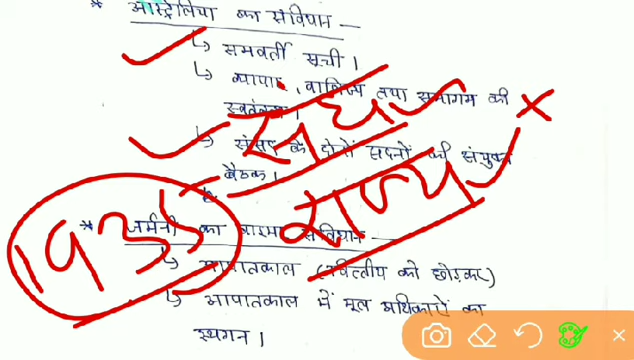 * आस्ट्रेलिया का संविधान —
↳ समवर्ती सूची ।
↳ व्यापार, वाणिज्य तथा समागम की
स्वतंत्रता ।
↳ संसद के दोनों सदनों की संयुक्त
बैठक ।
* जर्मनी का संविधान
↳ आपातकाल (वित्तीय को छोड़कर)
↳ आपातकाल में मूल अधिकारों का
स्थगन ।
संघ
राज्य
1935